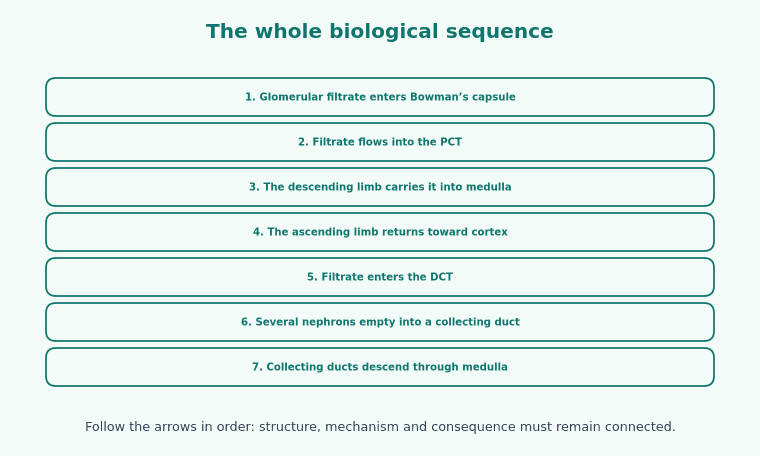 The whole biological sequence
1. Glomerular filtrate enters Bowman’s capsule
2. Filtrate flows into the PCT
3. The descending limb carries it into medulla
4. The ascending limb returns toward cortex
5. Filtrate enters the DCT
6. Several nephrons empty into a collecting duct
7. Collecting ducts descend through medulla
Follow the arrows in order: structure, mechanism and consequence must remain connected.